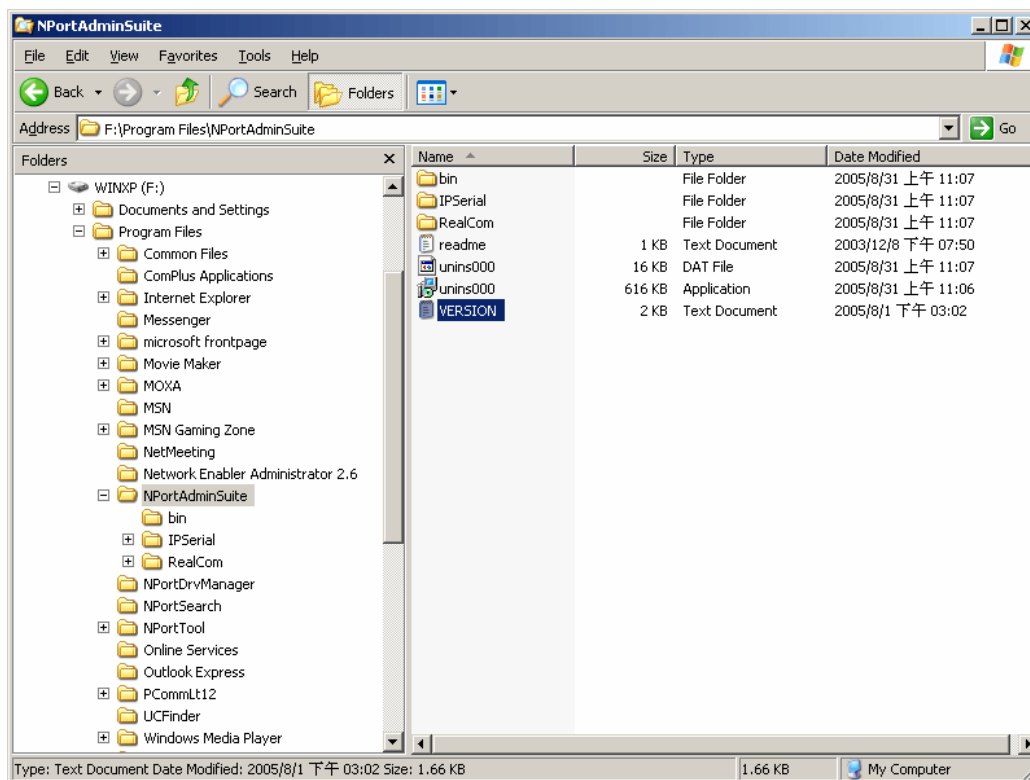 NPortAdminSuite
File Edit View Favorites Tools Help
Back Search Folders
Address F:\Program Files\NPortAdminSuite Go
Folders
WINXP (F:)
Documents and Settings
Program Files
Common Files
ComPlus Applications
Internet Explorer
Messenger
microsoft frontpage
Movie Maker
MOXA
MSN
MSN Gaming Zone
NetMeeting
Network Enabler Administrator 2.6
NPortAdminSuite
bin
IPSerial
RealCom
NPortDrvManager
NPortSearch
NPortTool
Online Services
Outlook Express
PCommLt12
UCFinder
Windows Media Player
Name Size Type Date Modified
bin File Folder 2005/8/31 上午 11:07
IPSerial File Folder 2005/8/31 上午 11:07
RealCom File Folder 2005/8/31 上午 11:07
readme 1 KB Text Document 2003/12/8 下午 07:50
unins000 16 KB DAT File 2005/8/31 上午 11:07
unins000 616 KB Application 2005/8/31 上午 11:06
VERSION 2 KB Text Document 2005/8/1 下午 03:02
Type: Text Document Date Modified: 2005/8/1 下午 03:02 Size: 1.66 KB 1.66 KB My Computer